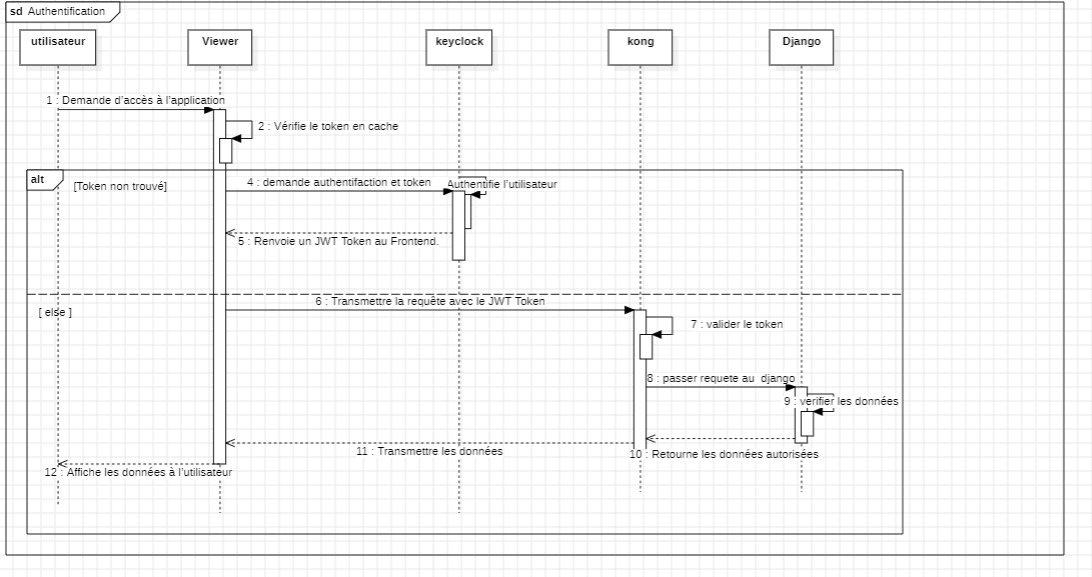 sd Authentification
utilisateur
Viewer
keyclock
kong
Django
1 : Demande d'accès à l'application
2 : Vérifie le token en cache
alt
[Token non trouvé]
4 : demande authentifaction et token
Authentifie l'utilisateur
5 : Renvoie un JWT Token au Frontend.
6 : Transmettre la requête avec le JWT Token
[ else ]
7 : valider le token
8 : passer requete au django
9 : verifier les données
10 : Retourne les données autorisées
11 : Transmettre les données
12 : Affiche les données à l'utilisateur